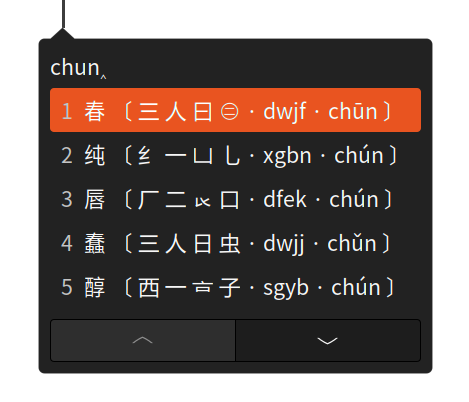 chun‸
1 春 〔 三 人 日 ㊂ · dwjf · chūn 〕
2 纯 〔 纟 一 凵 乚 · xgbn · chún 〕
3 唇 〔 厂 二 𠄌 口 · dfek · chún 〕
4 蠢 〔 三 人 日 虫 · dwjj · chǔn 〕
5 醇 〔 西 一 子 · sgyb · chún 〕